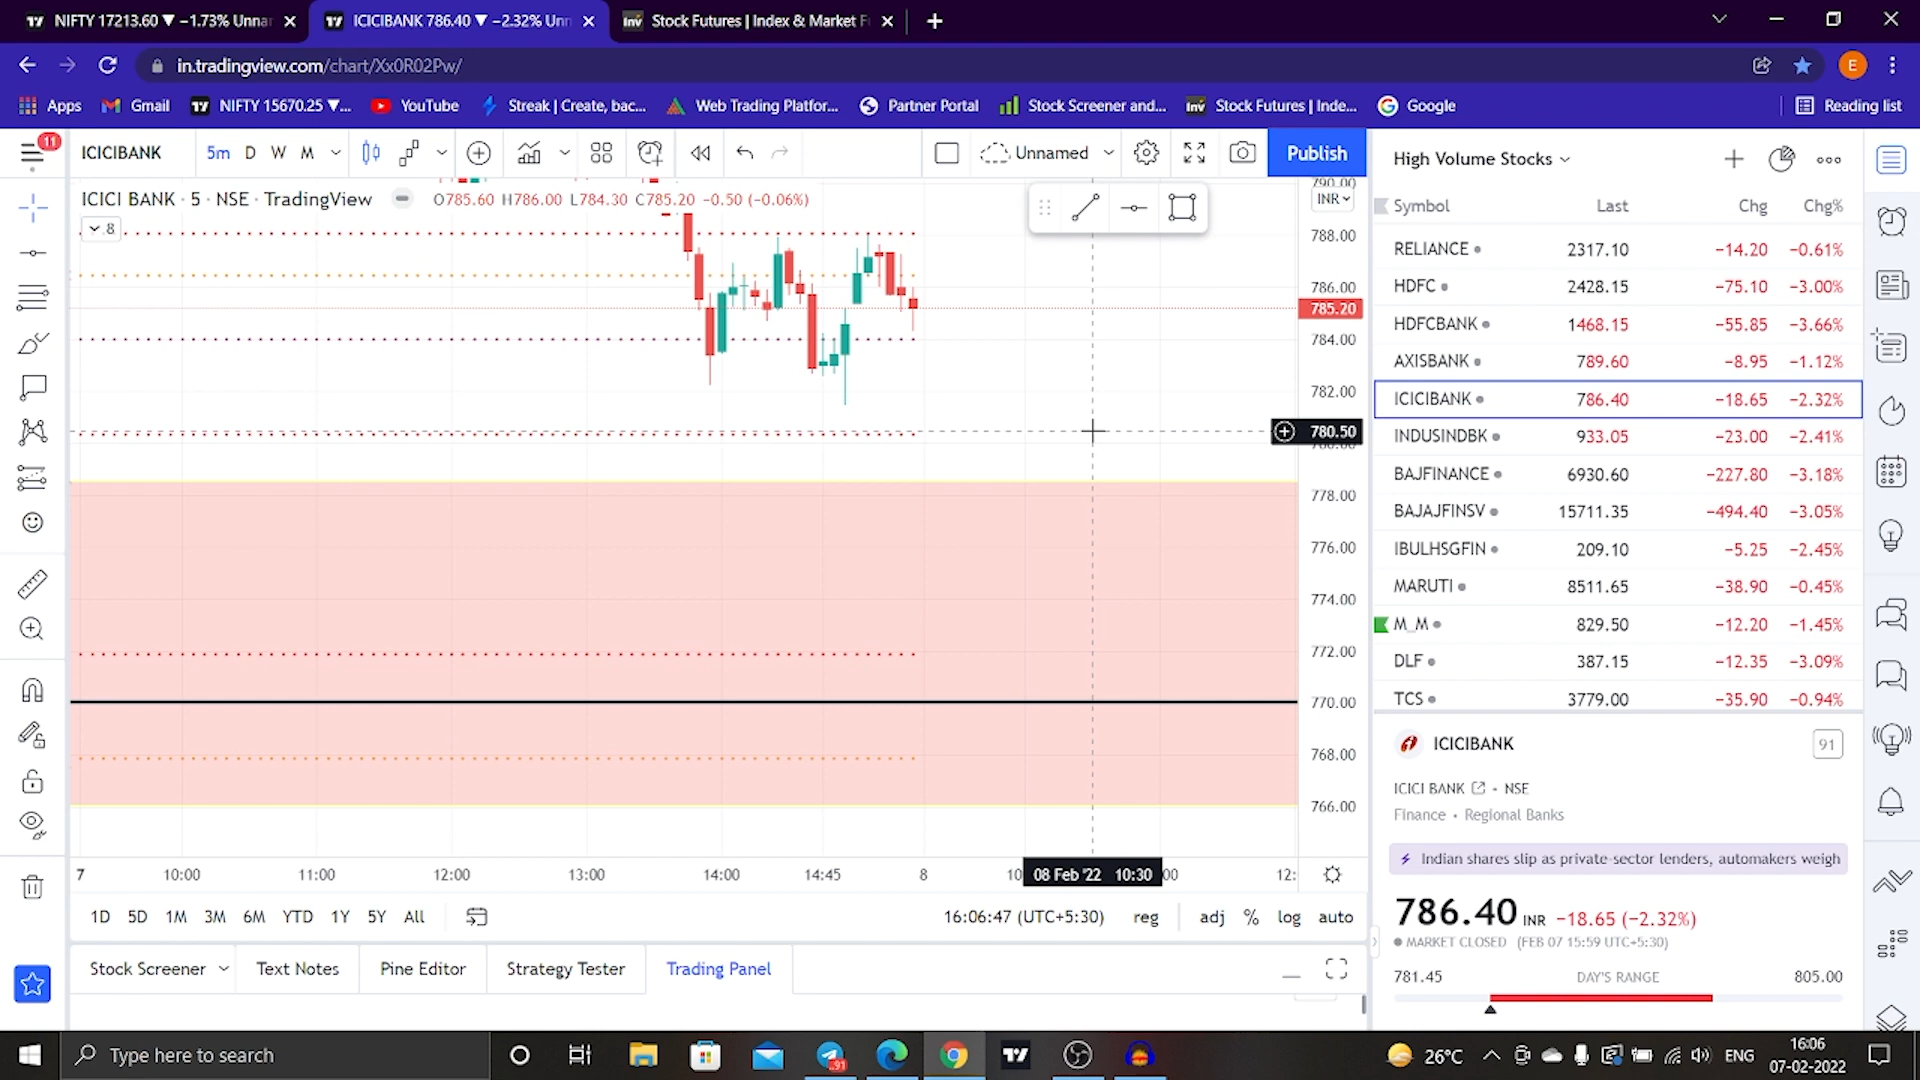 NIFTY 17213.60 ▼ −1.73% Unnar
ICICIBANK 786.40 ▼ −2.32% Unn
Inv Stock Futures | Index & Market F
in.tradingview.com/chart/Xx0R02Pw/
E
Apps Gmail NIFTY 15670.25 ▼... YouTube Streak | Create, bac... Web Trading Platfor... Partner Portal Stock Screener and... Inv Stock Futures | Inde... Google Reading list
11
ICICIBANK 5m D W M Unnamed Publish
ICICI BANK · 5 · NSE · TradingView O785.60 H786.00 L784.30 C785.20 −0.50 (−0.06%)
8
790.00
INR
788.00
786.00
785.20
784.00
782.00
780.50
778.00
776.00
774.00
772.00
770.00
768.00
766.00
7 10:00 11:00 12:00 13:00 14:00 14:45 8 08 Feb '22 10:30 12:
1D 5D 1M 3M 6M YTD 1Y 5Y All 16:06:47 (UTC+5:30) reg adj % log auto
Stock Screener Text Notes Pine Editor Strategy Tester Trading Panel
High Volume Stocks
Symbol Last Chg Chg%
RELIANCE 2317.10 −14.20 −0.61%
HDFC 2428.15 −75.10 −3.00%
HDFCBANK 1468.15 −55.85 −3.66%
AXISBANK 789.60 −8.95 −1.12%
ICICIBANK 786.40 −18.65 −2.32%
INDUSINDBK 933.05 −23.00 −2.41%
BAJFINANCE 6930.60 −227.80 −3.18%
BAJAJFINSV 15711.35 −494.40 −3.05%
IBULHSGFIN 209.10 −5.25 −2.45%
MARUTI 8511.65 −38.90 −0.45%
M_M 829.50 −12.20 −1.45%
DLF 387.15 −12.35 −3.09%
TCS 3779.00 −35.90 −0.94%
ICICIBANK 91
ICICI BANK • NSE
Finance • Regional Banks
Indian shares slip as private-sector lenders, automakers weigh
786.40 INR −18.65 (−2.32%)
MARKET CLOSED (FEB 07 15:59 UTC+5:30)
781.45 DAY'S RANGE 805.00
Type here to search
91
26°C ENG
16:06
07-02-2022